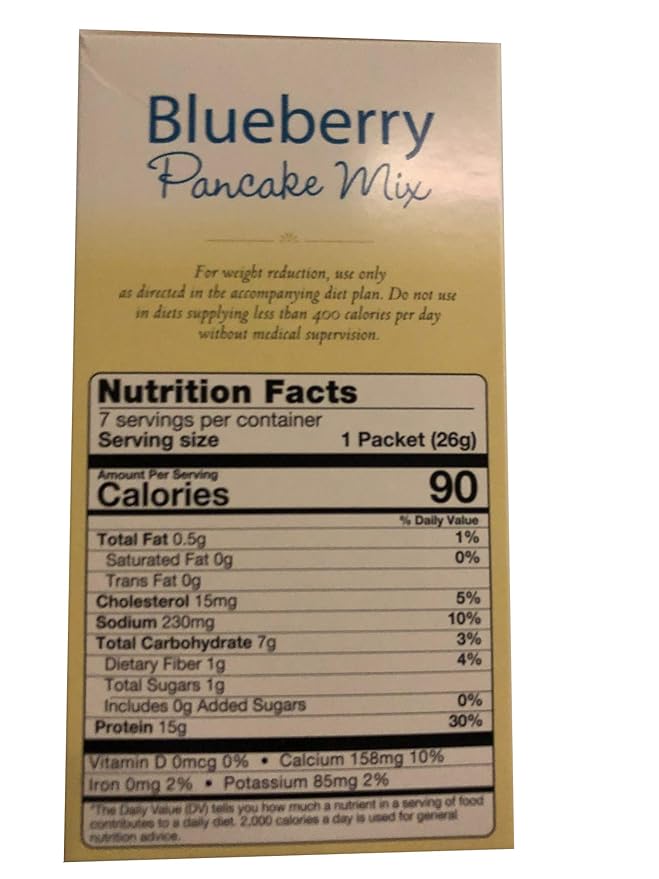 Blueberry
Pancake Mix
For weight reduction, use only
as directed in the accompanying diet plan. Do not use
in diets supplying less than 400 calories per day
without medical supervision.
Nutrition Facts
7 servings per container
Serving size 1 Packet (26g)
Amount Per Serving
Calories 90
% Daily Value
Total Fat 0.5g 1%
Saturated Fat 0g 0%
Trans Fat 0g
Cholesterol 15mg 5%
Sodium 230mg 10%
Total Carbohydrate 7g 3%
Dietary Fiber 1g 4%
Total Sugars 1g
Includes 0g Added Sugars 0%
Protein 15g 30%
Vitamin D 0mcg 0% • Calcium 158mg 10%
Iron 0mg 2% • Potassium 85mg 2%
*The Daily Value (DV) tells you how much a nutrient in a serving of food
contributes to a daily diet. 2,000 calories a day is used for general
nutrition advice.